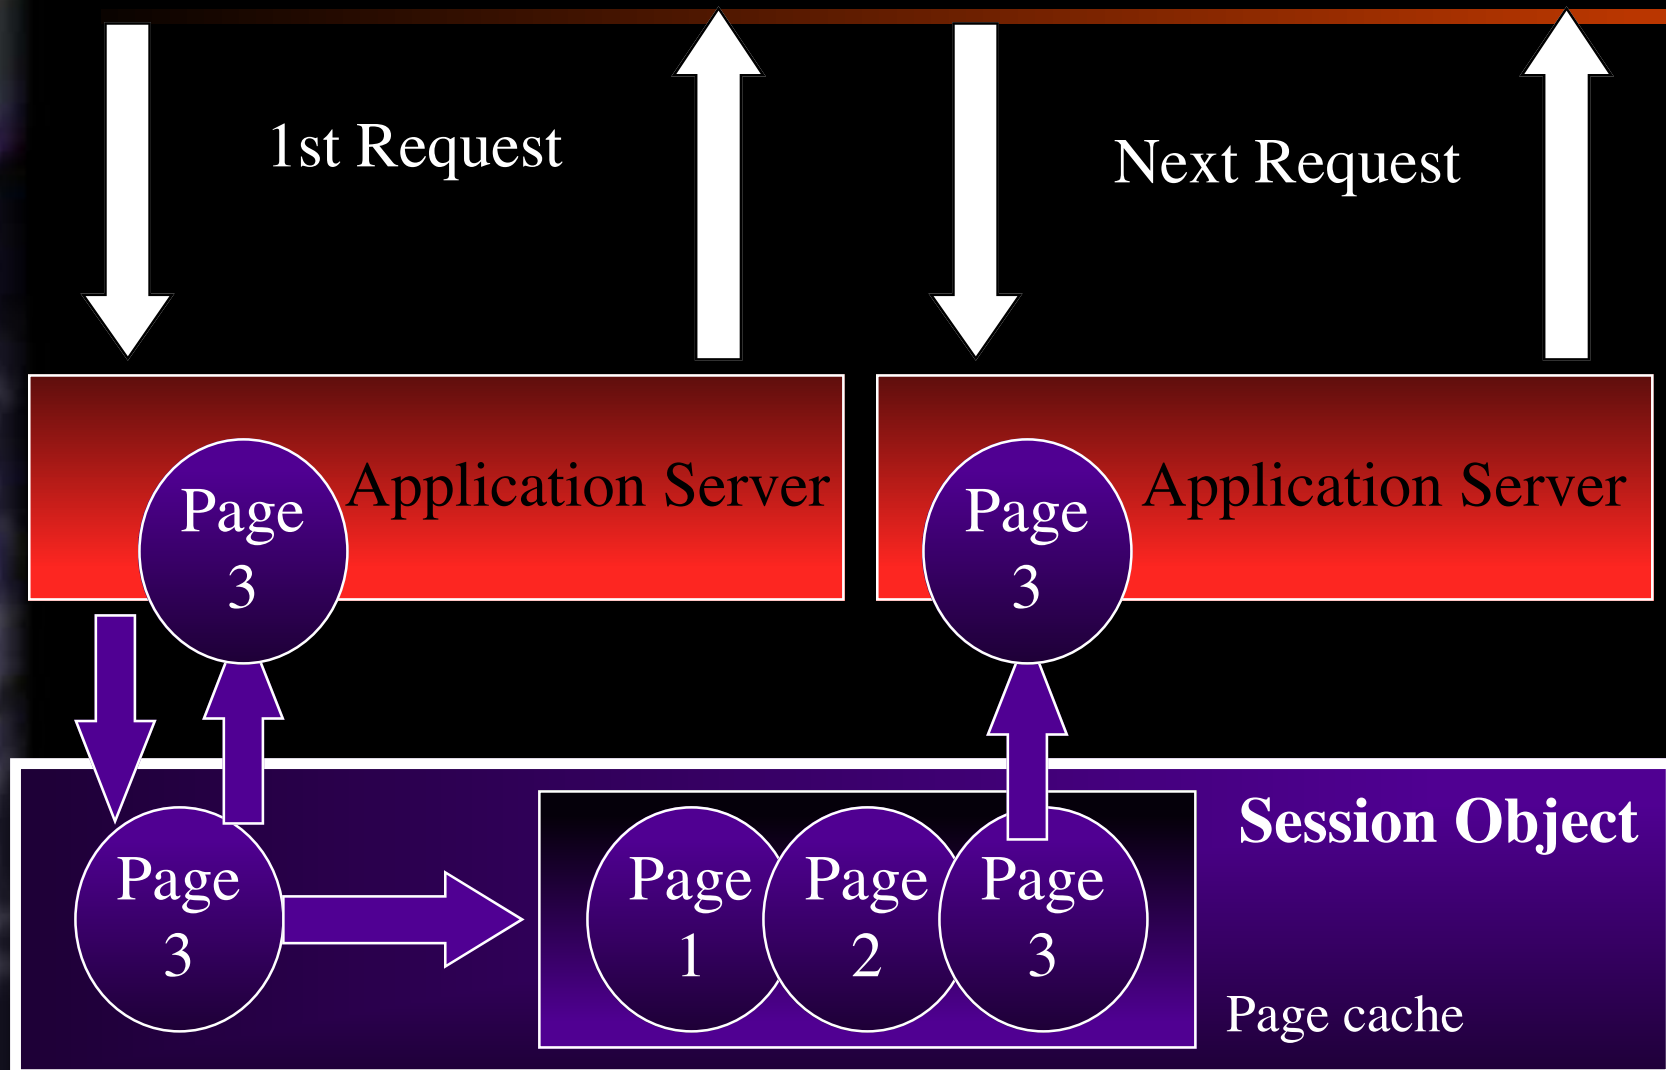 1st Request
Next Request
Application Server
Page
3
Application Server
Page
3
Session Object
Page
3
Page
1
Page
2
Page
3
Page cache